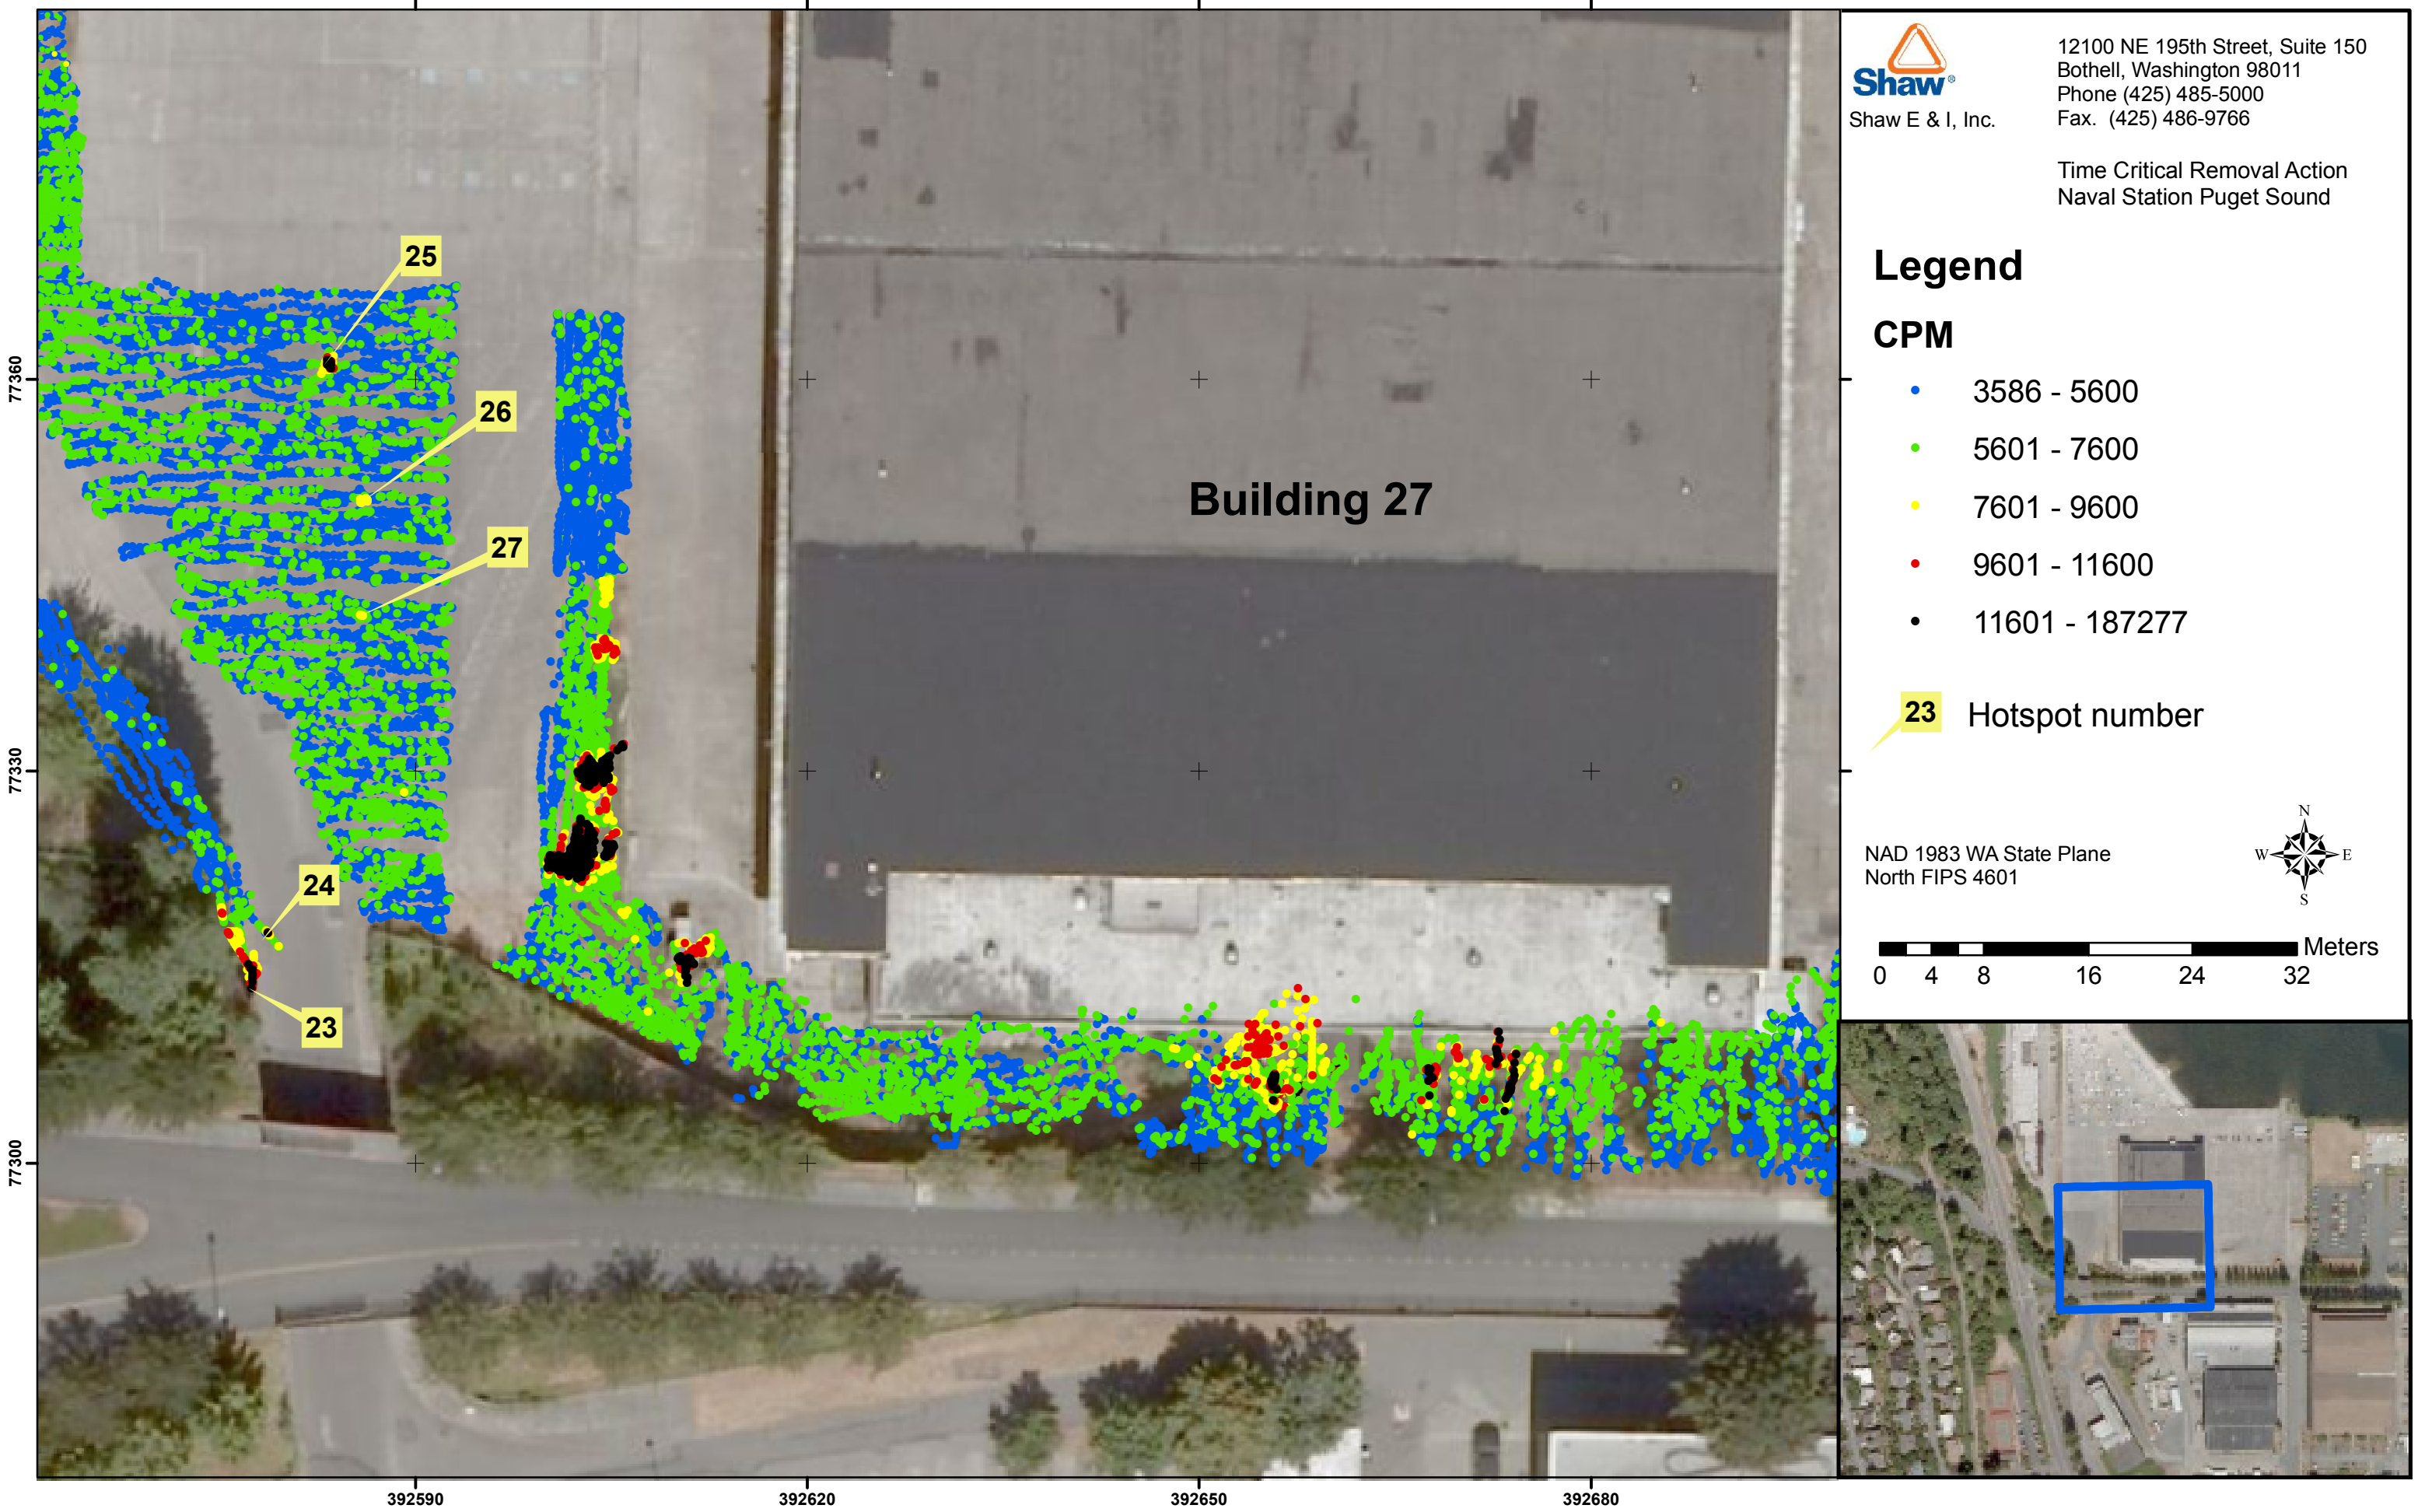 25
26
27
24
23
Building 27
77360
77330
77300
392590
392620
392650
392680
Shaw®
Shaw E & I, Inc.
12100 NE 195th Street, Suite 150
Bothell, Washington 98011
Phone (425) 485-5000
Fax. (425) 486-9766
Time Critical Removal Action
Naval Station Puget Sound
Legend
CPM
3586 - 5600
5601 - 7600
7601 - 9600
9601 - 11600
11601 - 187277
23 Hotspot number
NAD 1983 WA State Plane
North FIPS 4601
N
W E
S
Meters
0 4 8 16 24 32